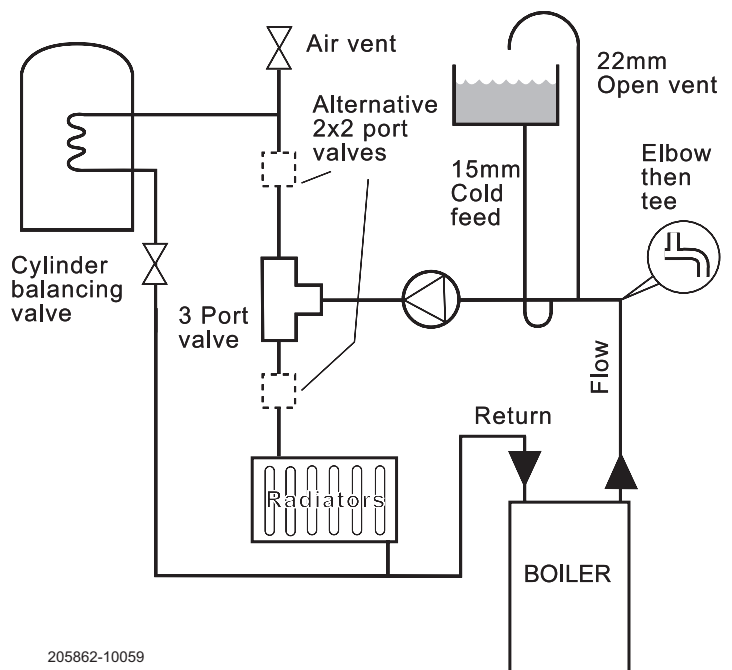 Air vent
22mm
Open vent
Alternative
2x2 port
valves
15mm
Cold
feed
Elbow
then
tee
Cylinder
balancing
valve
3 Port
valve
Flow
Return
Radiators
BOILER
205862-10059